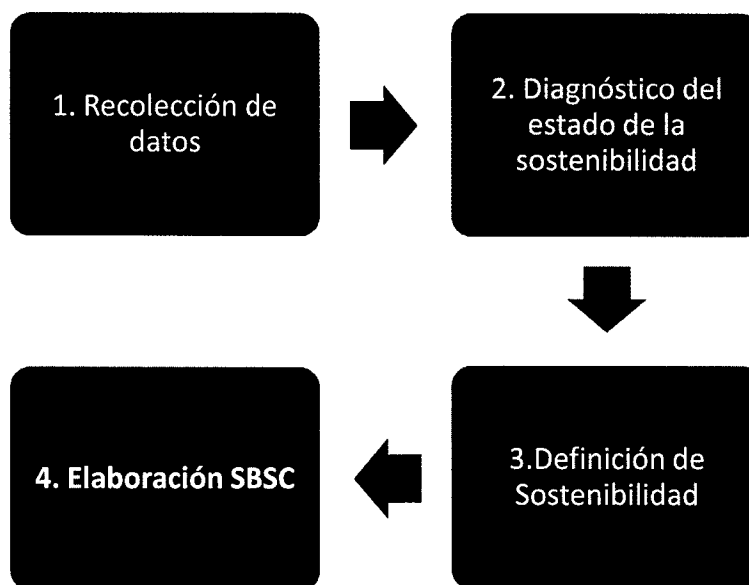 1. Recolección de
datos
2. Diagnóstico del
estado de la
sostenibilidad
3.Definición de
Sostenibilidad
4. Elaboración SBSC